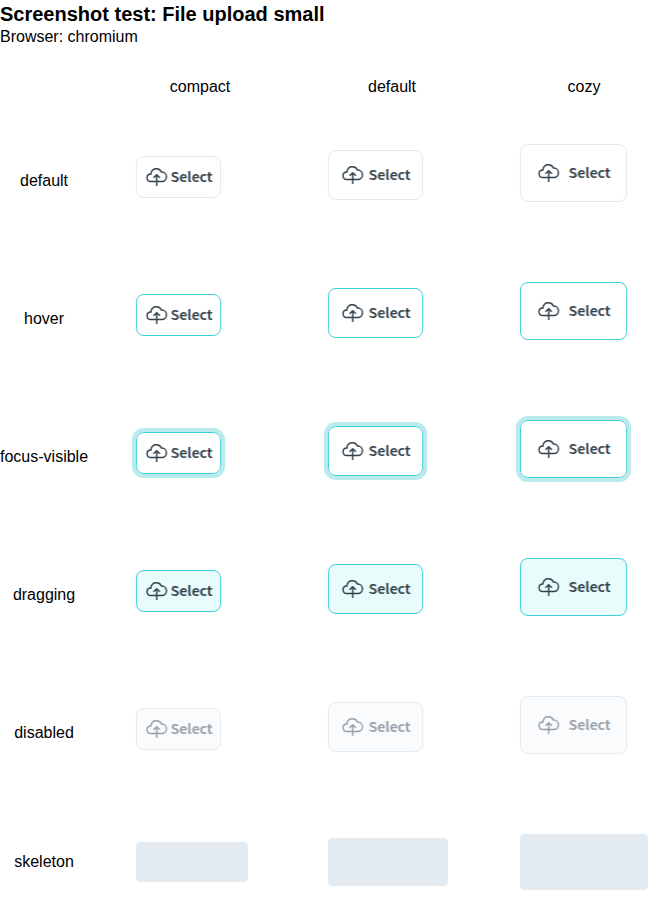 Screenshot test: File upload small
Browser: chromium
compact default cozy
default Select Select Select
hover Select Select Select
focus-visible Select Select Select
dragging Select Select Select
disabled Select Select Select
skeleton